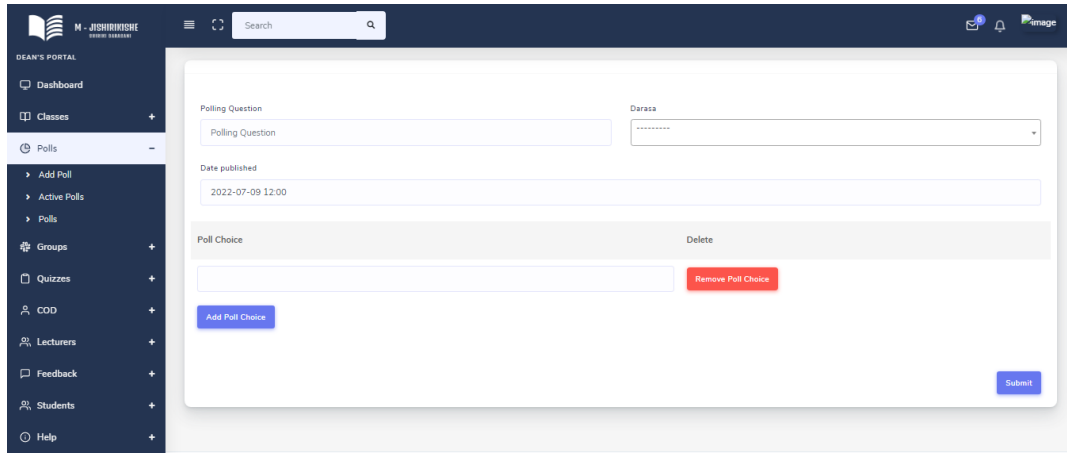 M - JISHIRIKISHE
Search
6
image
DEAN'S PORTAL
Dashboard
Classes +
Polls -
Add Poll
Active Polls
Polls
Groups +
Quizzes +
COD +
Lecturers +
Feedback +
Students +
Help +
Polling Question
Darasa
Polling Question
---------
Date published
2022-07-09 12:00
Poll Choice
Delete
Remove Poll Choice
Add Poll Choice
Submit